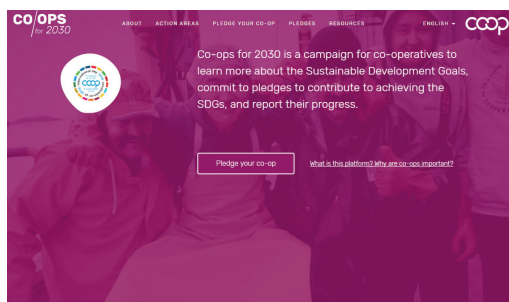 CO/OPS
for 2030
ABOUT ACTION AREAS PLEDGE YOUR CO-OP PLEDGES RESOURCES ENGLISH
coop
Co-ops for 2030 is a campaign for co-operatives to
learn more about the Sustainable Development Goals,
commit to pledges to contribute to achieving the
SDGs, and report their progress.
coop
Pledge your co-op What is this platform? Why are co-ops important?